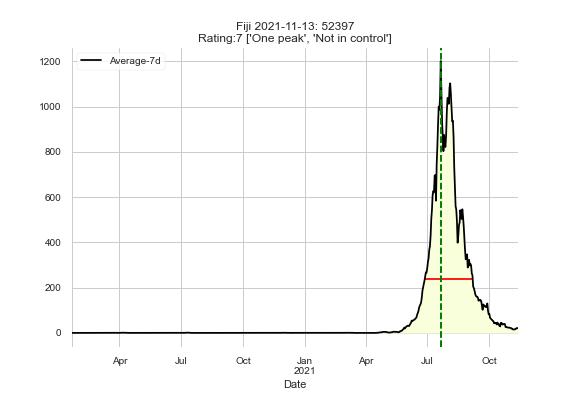 Fiji 2021-11-13: 52397
Rating:7 ['One peak', 'Not in control']
Average-7d
1200
1000
800
600
400
200
0
Apr Jul Oct Jan Apr Jul Oct
2021
Date